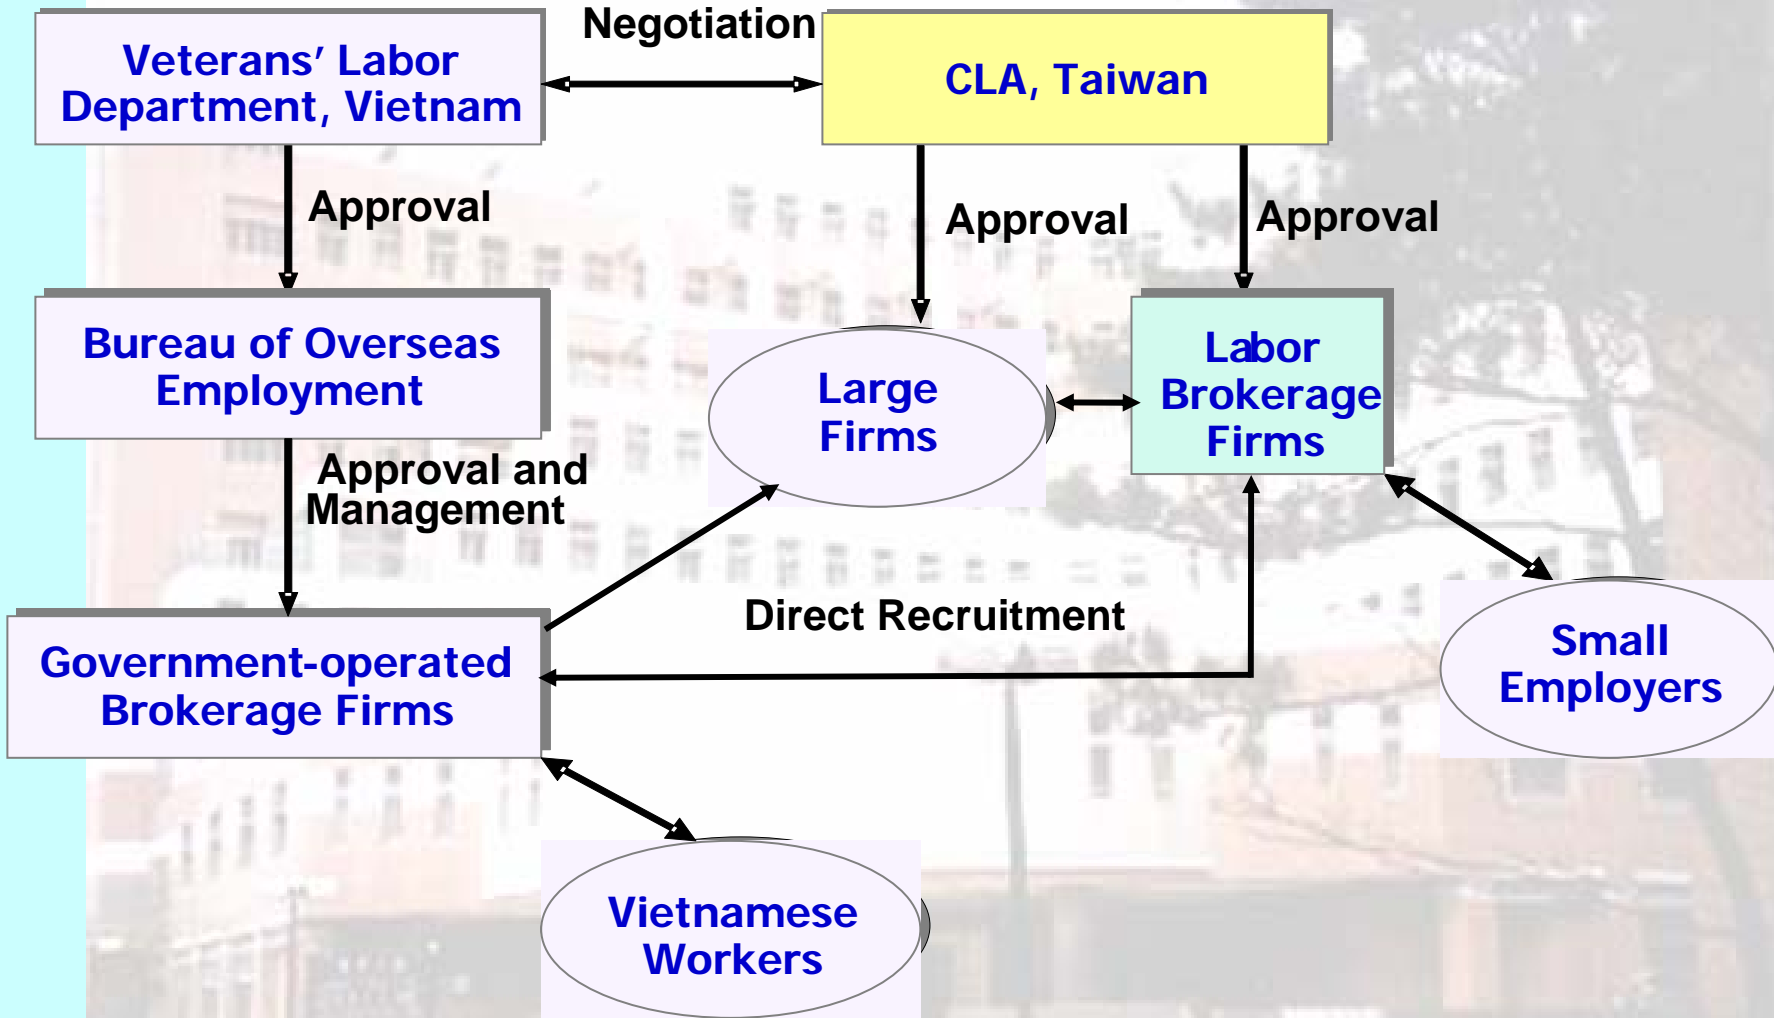 Negotiation
Veterans’ Labor
Department, Vietnam
CLA, Taiwan
Approval
Approval
Approval
Bureau of Overseas
Employment
Large
Firms
Labor
Brokerage
Firms
Approval and
Management
Direct Recruitment
Government-operated
Brokerage Firms
Small
Employers
Vietnamese
Workers